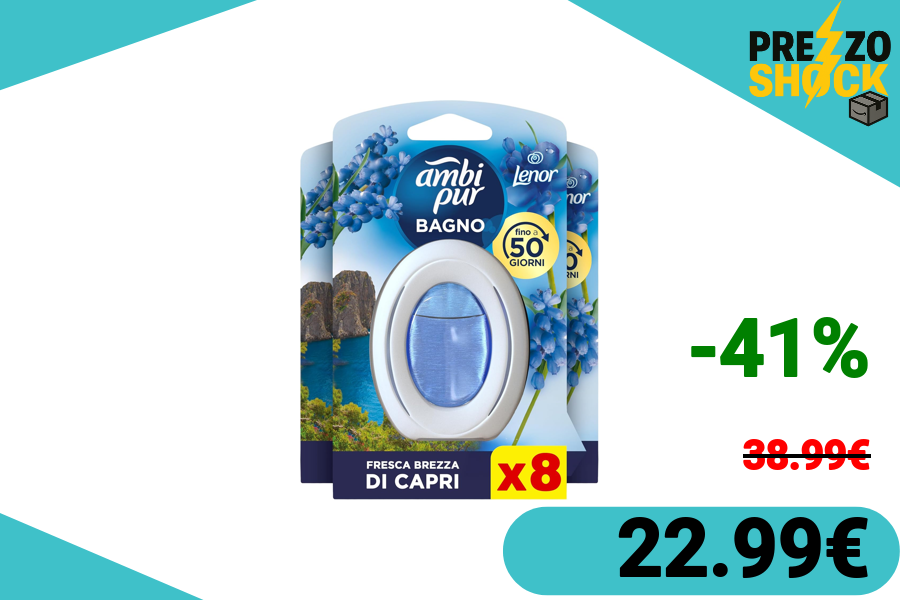 PREZZO
SHOCK
ambi
pur
BAGNO
Lenor
nor
fino a
50
GIORNI
FRESCA BREZZA
DI CAPRI
x8
-41%
38.99€
22.99€